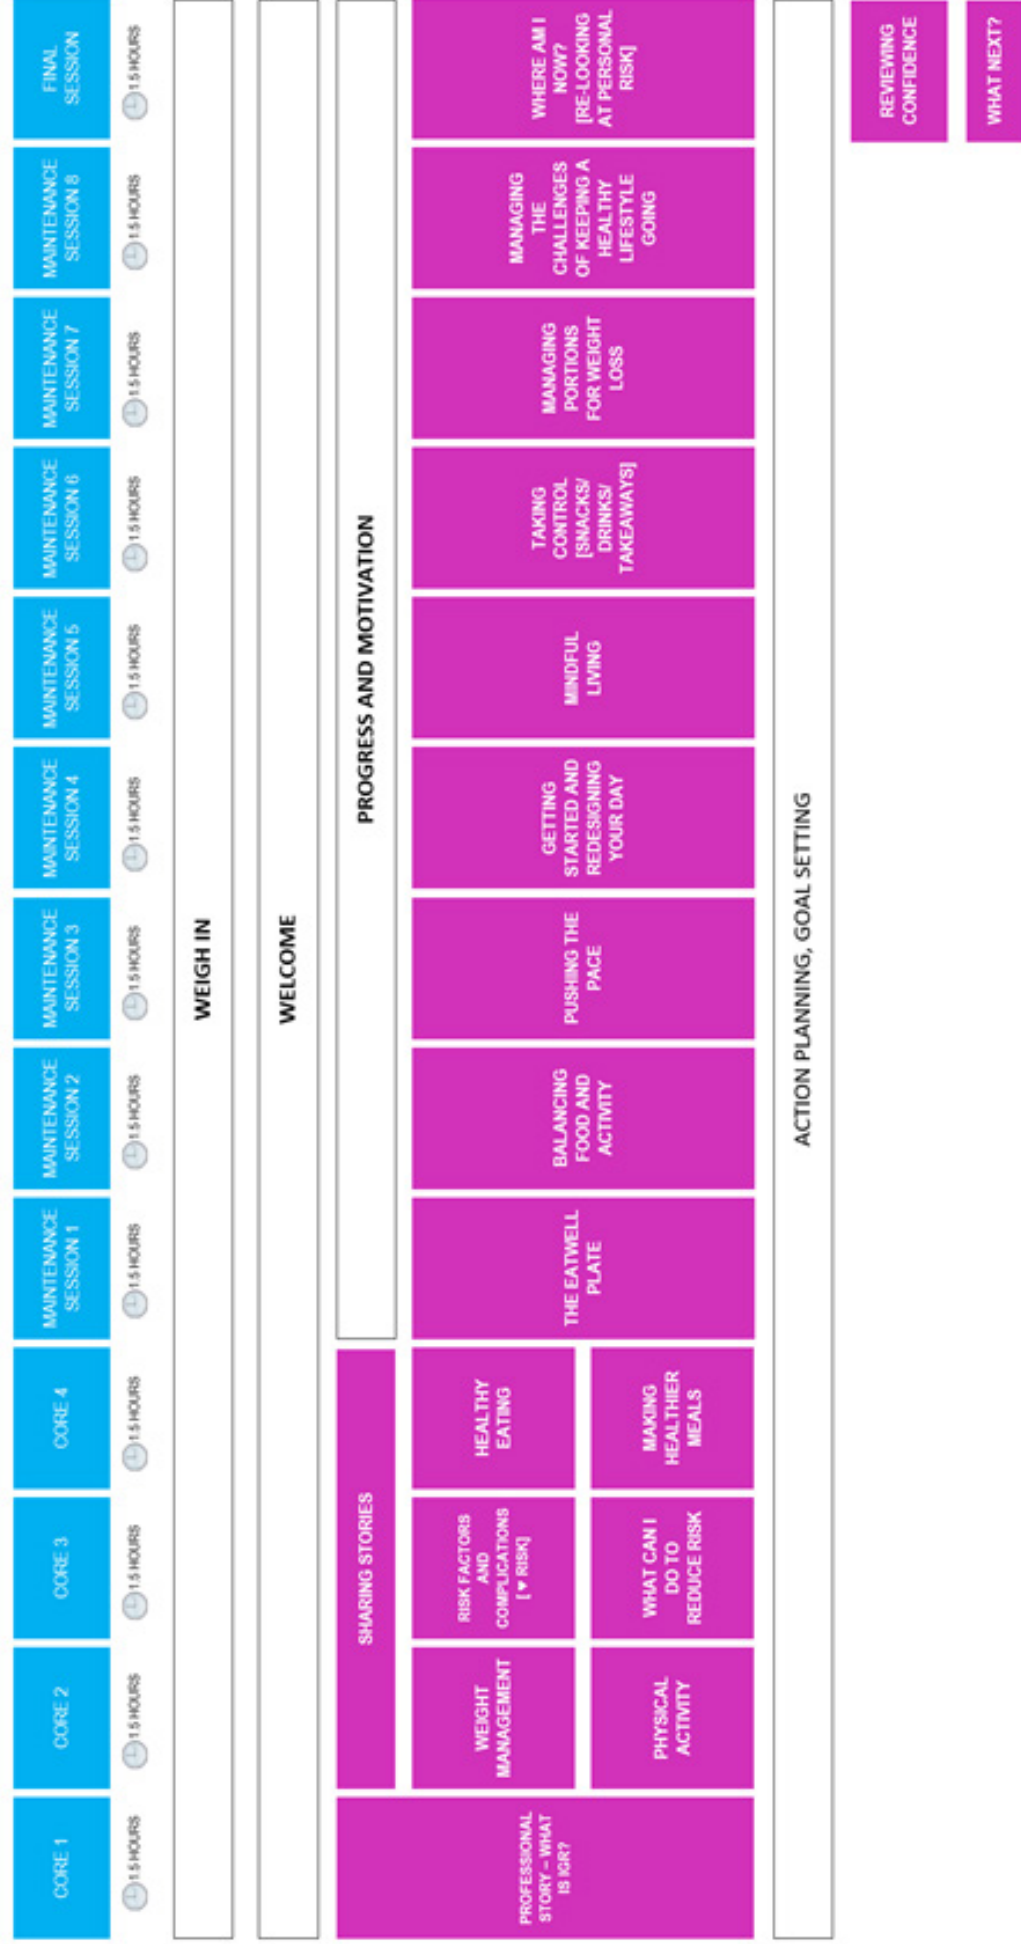 CORE 1
CORE 2
CORE 3
CORE 4
MAINTENANCE
SESSION 1
MAINTENANCE
SESSION 2
MAINTENANCE
SESSION 3
MAINTENANCE
SESSION 4
MAINTENANCE
SESSION 5
MAINTENANCE
SESSION 6
MAINTENANCE
SESSION 7
MAINTENANCE
SESSION 8
FINAL
SESSION
1.5 HOURS
1.5 HOURS
1.5 HOURS
1.5 HOURS
1.5 HOURS
1.5 HOURS
1.5 HOURS
1.5 HOURS
1.5 HOURS
1.5 HOURS
1.5 HOURS
1.5 HOURS
1.5 HOURS
WEIGH IN
WELCOME
SHARING STORIES
PROGRESS AND MOTIVATION
PROFESSIONAL
STORY – WHAT
IS IGR?
WEIGHT
MANAGEMENT
RISK FACTORS
AND
COMPLICATIONS
[▼ RISK]
HEALTHY
EATING
PHYSICAL
ACTIVITY
WHAT CAN I
DO TO
REDUCE RISK
MAKING
HEALTHIER
MEALS
THE EATWELL
PLATE
BALANCING
FOOD AND
ACTIVITY
PUSHING THE
PACE
GETTING
STARTED AND
REDESIGNING
YOUR DAY
MINDFUL
LIVING
TAKING
CONTROL
[SNACKS/
DRINKS/
TAKEAWAYS]
MANAGING
PORTIONS
FOR WEIGHT
LOSS
MANAGING
THE
CHALLENGES
OF KEEPING A
HEALTHY
LIFESTYLE
GOING
WHERE AM I
NOW?
[RE-LOOKING
AT PERSONAL
RISK]
ACTION PLANNING, GOAL SETTING
REVIEWING
CONFIDENCE
WHAT NEXT?